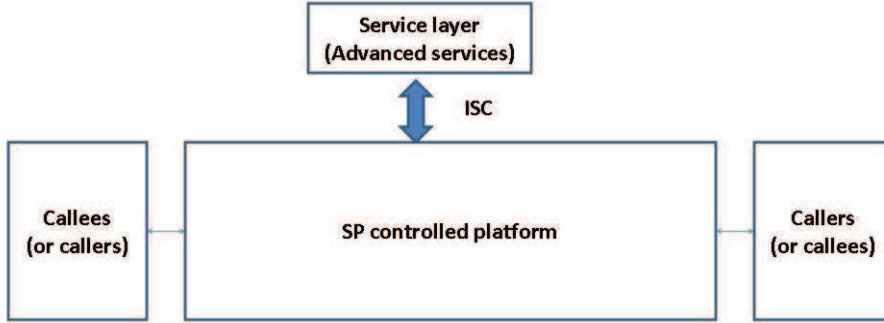 Service layer
(Advanced services)
ISC
Callees
(or callers)
SP controlled platform
Callers
(or callees)